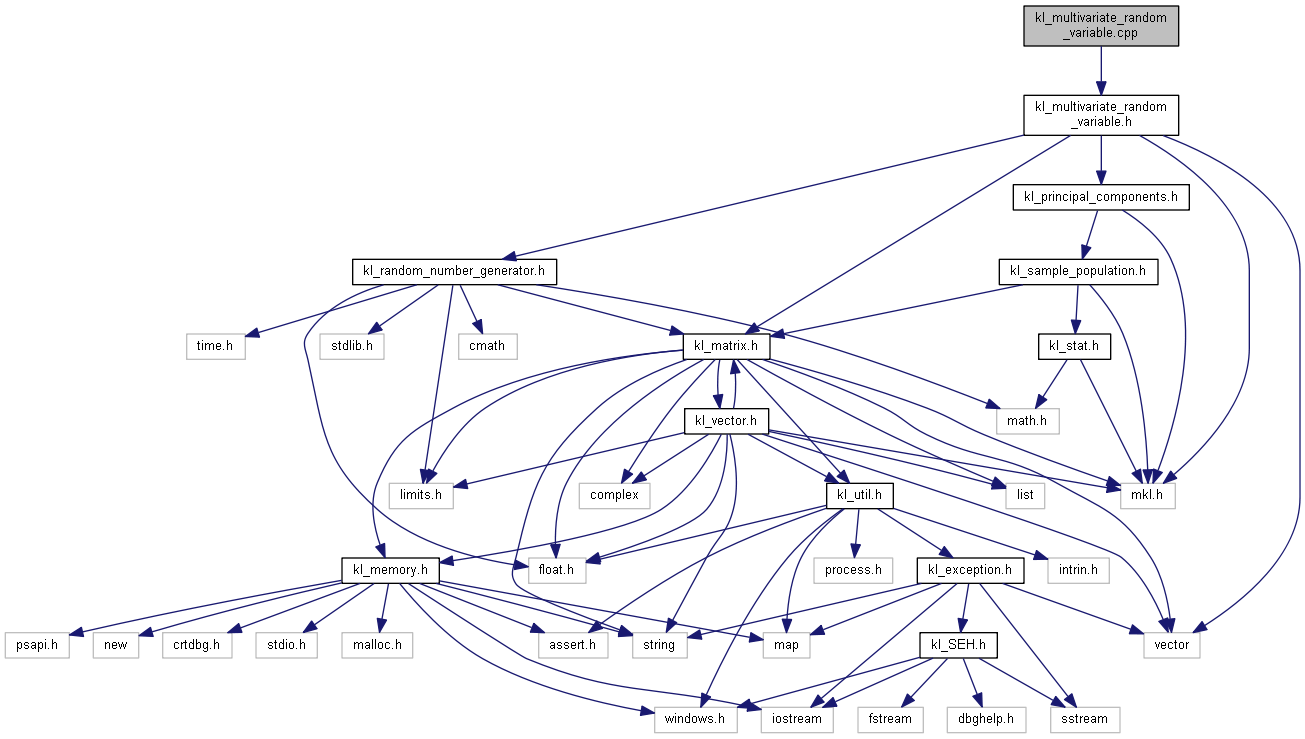 kl_multivariate_random
_variable.cpp
kl_multivariate_random
_variable.h
kl_principal_components.h
kl_random_number_generator.h
kl_sample_population.h
time.h
stdlib.h
cmath
kl_matrix.h
kl_stat.h
kl_vector.h
math.h
limits.h
complex
kl_util.h
list
mkl.h
kl_memory.h
float.h
process.h
kl_exception.h
intrin.h
psapi.h
new
crtdbg.h
stdio.h
malloc.h
assert.h
string
map
kl_SEH.h
vector
windows.h
iostream
fstream
dbghelp.h
sstream